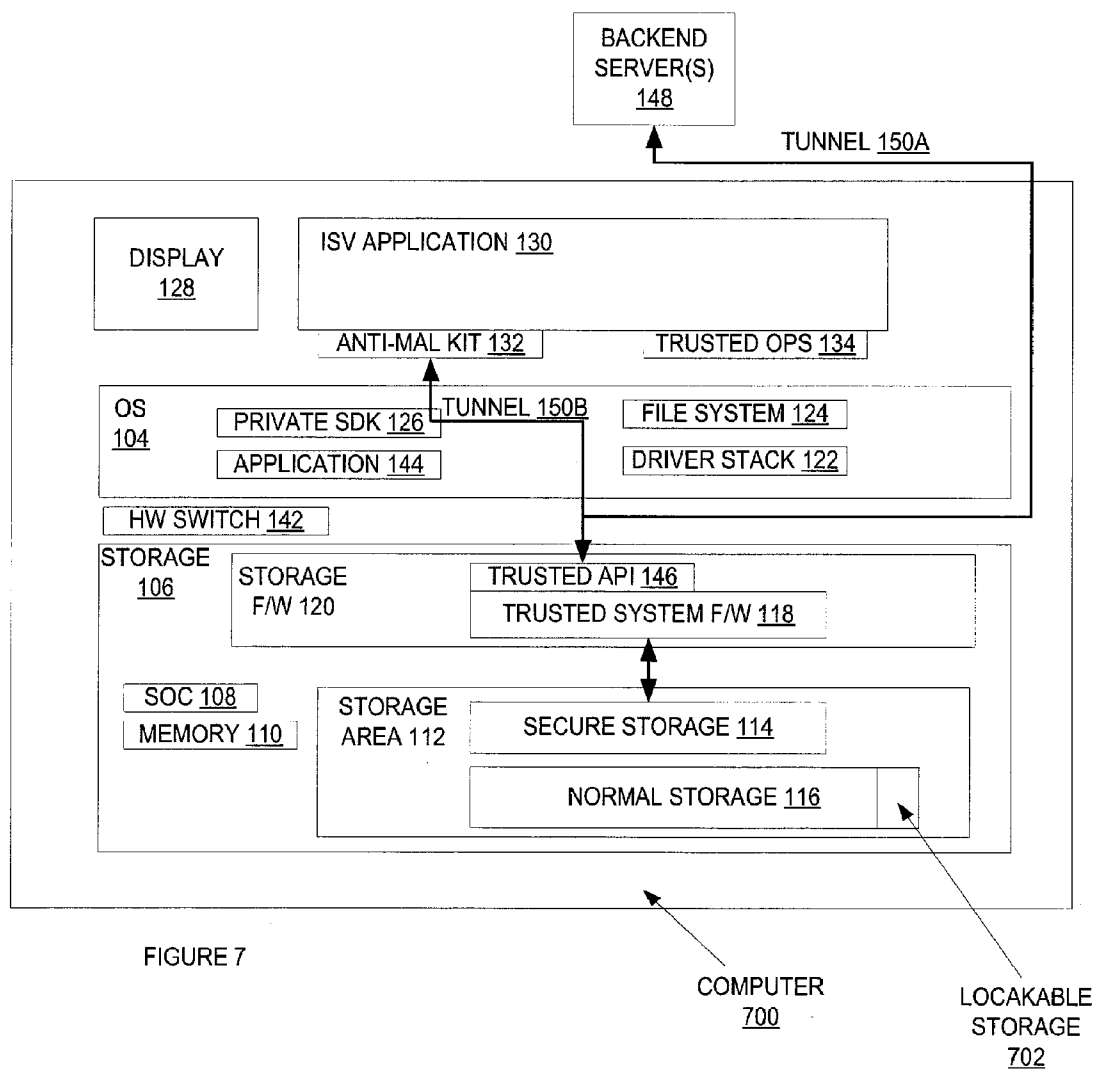 BACKEND
SERVER(S)
148
TUNNEL 150A
DISPLAY
128
ISV APPLICATION 130
ANTI-MAL KIT 132
TRUSTED OPS 134
OS
104
PRIVATE SDK 126
TUNNEL 150B
FILE SYSTEM 124
APPLICATION 144
DRIVER STACK 122
HW SWITCH 142
STORAGE
106
STORAGE
F/W 120
TRUSTED API 146
TRUSTED SYSTEM F/W 118
SOC 108
MEMORY 110
STORAGE
AREA 112
SECURE STORAGE 114
NORMAL STORAGE 116
FIGURE 7
COMPUTER
700
LOCAKABLE
STORAGE
702